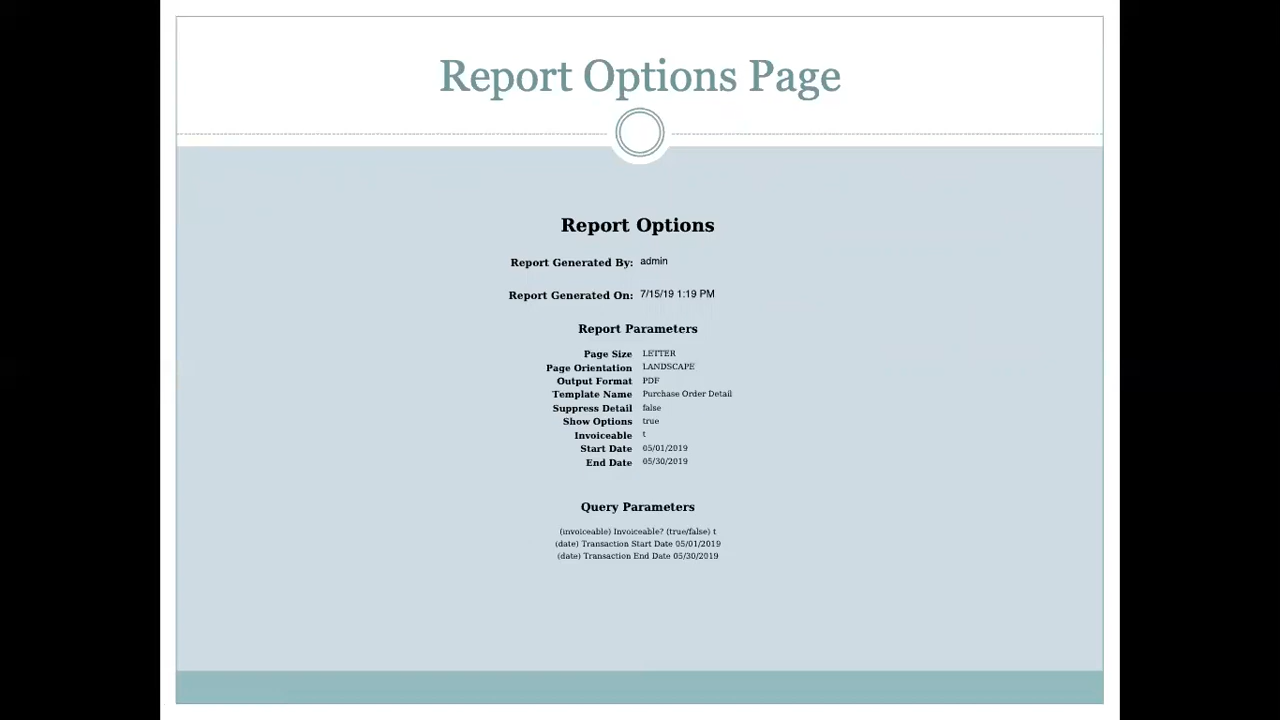 Report Options Page
Report Options
Report Generated By: admin
Report Generated On: 7/15/19 1:19 PM
Report Parameters
Page Size LETTER
Page Orientation LANDSCAPE
Output Format PDF
Template Name Purchase Order Detail
Suppress Detail false
Show Options true
Invoiceable t
Start Date 05/01/2019
End Date 05/30/2019
Query Parameters
(invoiceable) Invoiceable? (true/false) t
(date) Transaction Start Date 05/01/2019
(date) Transaction End Date 05/30/2019